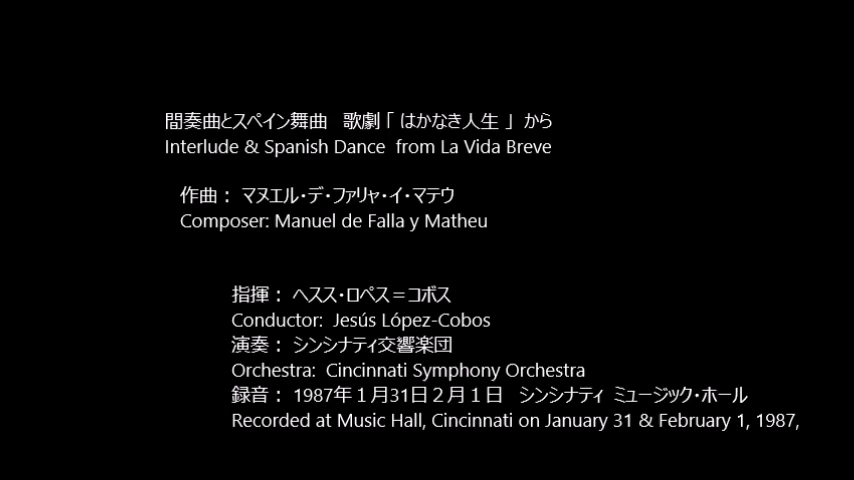 間奏曲とスペイン舞曲　歌劇「 はかなき人生 」 から
Interlude & Spanish Dance  from La Vida Breve
作曲： マヌエル・デ・ファリャ・イ・マテウ
Composer: Manuel de Falla y Matheu
指揮： ヘスス・ロペス＝コボス
Conductor:  Jesús López-Cobos
演奏： シンシナティ交響楽団
Orchestra:  Cincinnati Symphony Orchestra
録音： 1987年１月31日２月１日　シンシナティ ミュージック・ホール
Recorded at Music Hall, Cincinnati on January 31 & February 1, 1987,